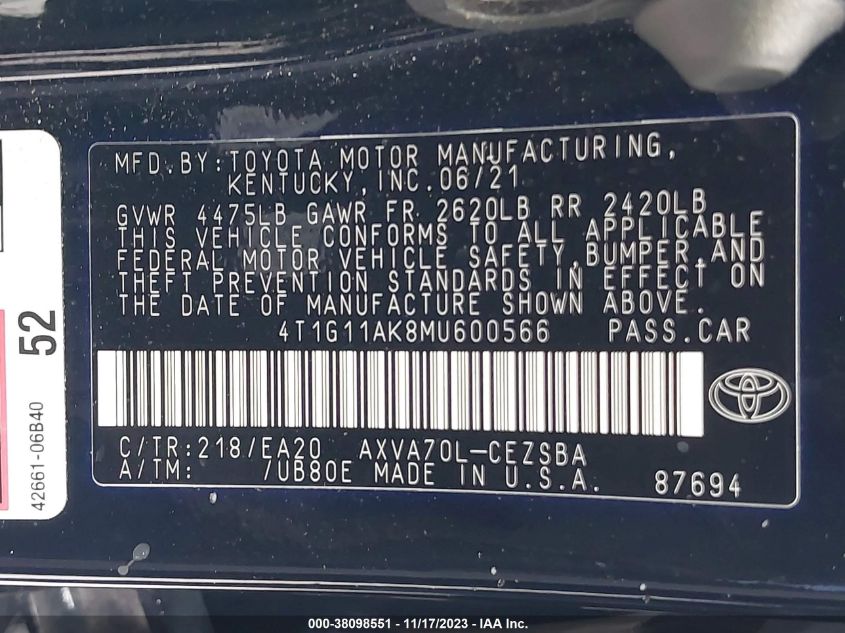 MFD.BY:TOYOTA MOTOR MANUFACTURING,
KENTUCKY,INC.06/21
GVWR 4475LB GAWR FR 2620LB RR 2420LB
THIS VEHICLE CONFORMS TO ALL APPLICABLE
FEDERAL MOTOR VEHICLE SAFETY,BUMPER,AND
THEFT PREVENTION STANDARDS IN EFFECT ON
THE DATE OF MANUFACTURE SHOWN ABOVE.
4T1G11AK8MU600566 PASS.CAR
C/TR:218/EA20 AXVA70L-CEZSBA
A/TM: 7UB80E MADE IN U.S.A. 87694
52
42661-06B40
000-38098551 - 11/17/2023 - IAA Inc.